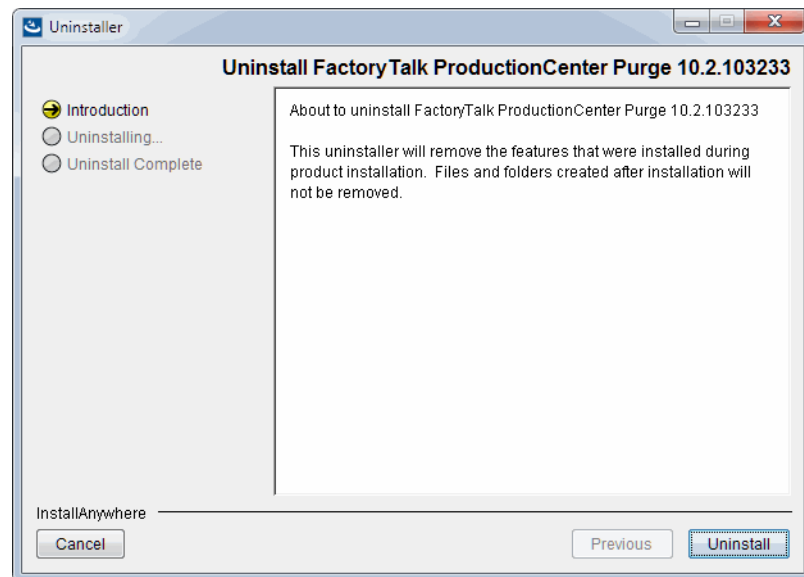 Uninstaller
Uninstall FactoryTalk ProductionCenter Purge 10.2.103233
Introduction
Uninstalling...
Uninstall Complete
About to uninstall FactoryTalk ProductionCenter Purge 10.2.103233
This uninstaller will remove the features that were installed during
product installation. Files and folders created after installation will
not be removed.
InstallAnywhere
Cancel
Previous
Uninstall